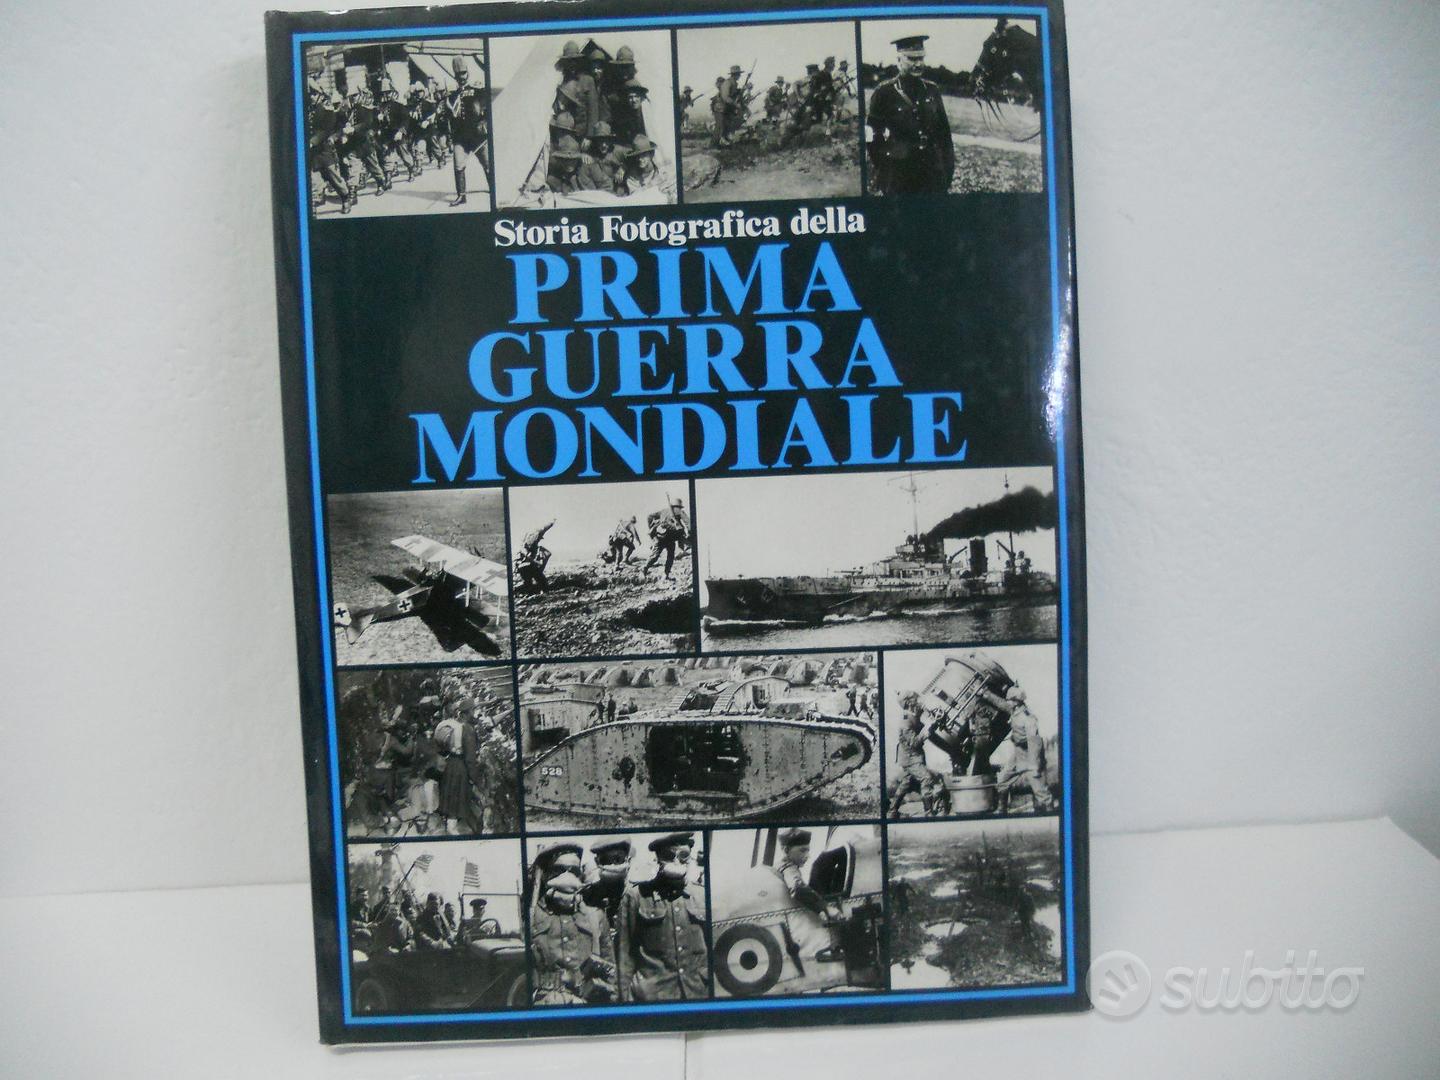 Storia Fotografica della
PRIMA
GUERRA
MONDIALE
528
subito